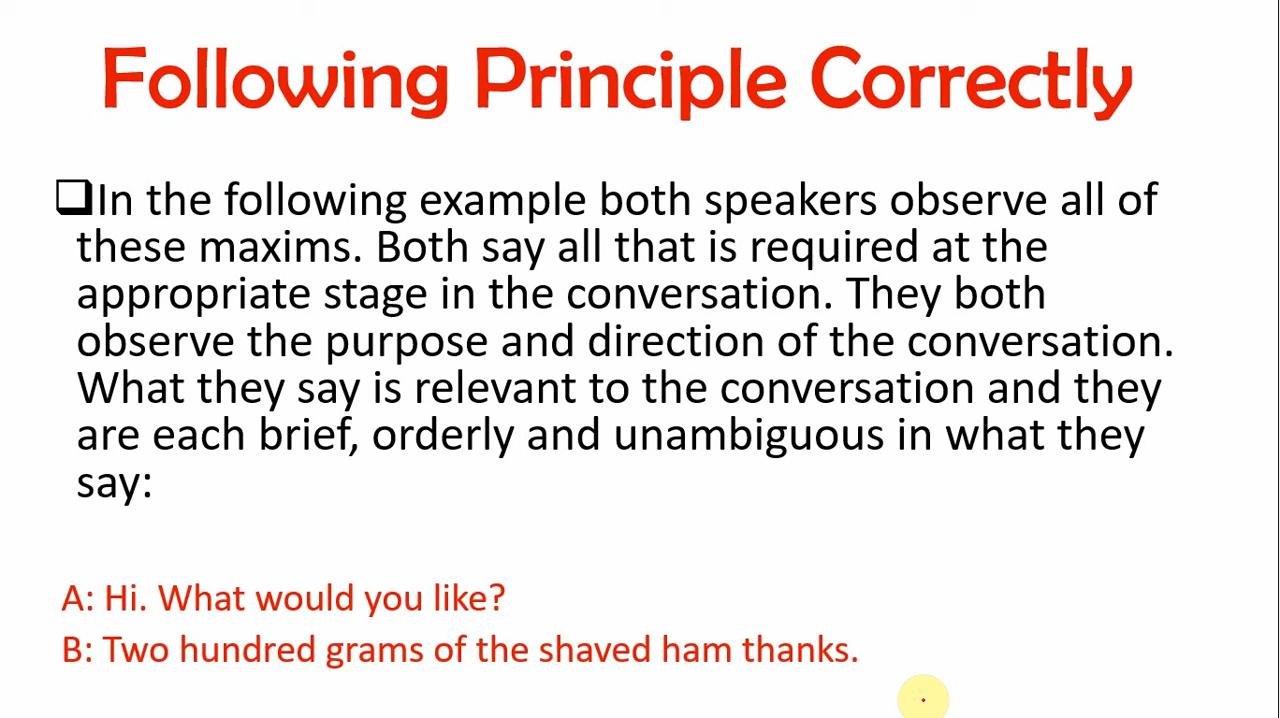 Following Principle Correctly
❑In the following example both speakers observe all of
these maxims. Both say all that is required at the
appropriate stage in the conversation. They both
observe the purpose and direction of the conversation.
What they say is relevant to the conversation and they
are each brief, orderly and unambiguous in what they
say:
A: Hi. What would you like?
B: Two hundred grams of the shaved ham thanks.